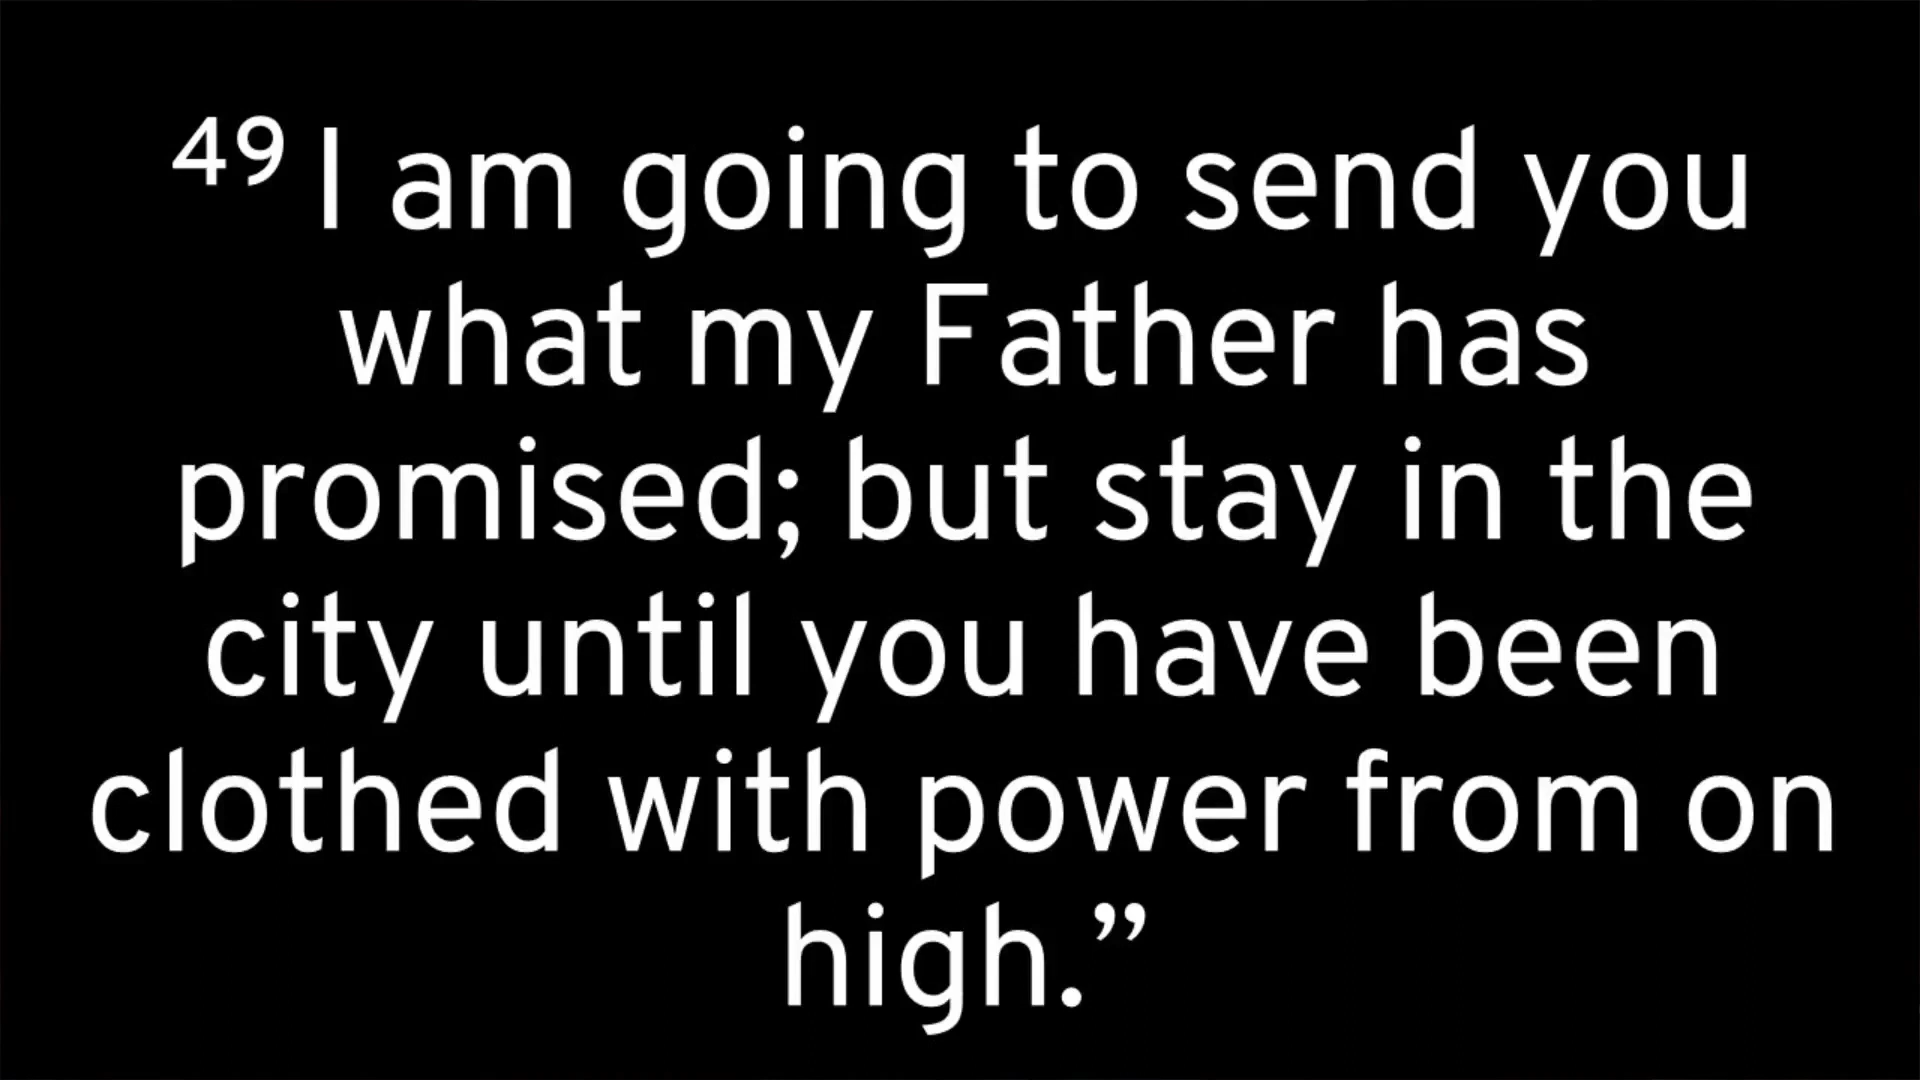 49 I am going to send you
what my Father has
promised; but stay in the
city until you have been
clothed with power from on
high.”